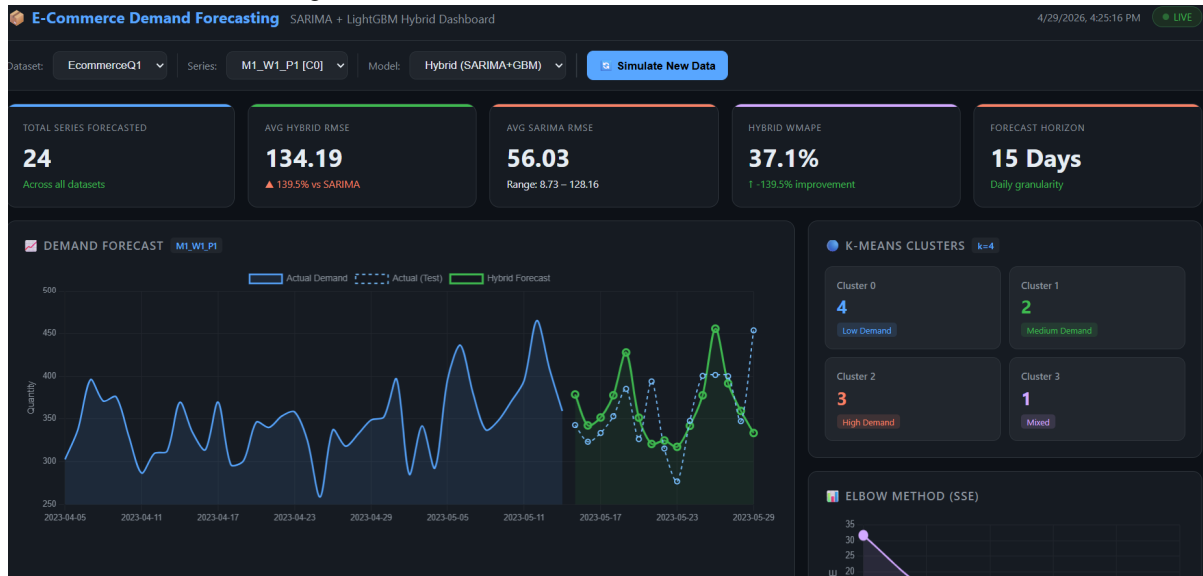 E-Commerce Demand Forecasting SARIMA + LightGBM Hybrid Dashboard 4/29/2026, 4:25:16 PM LIVE
Dataset: EcommerceQ1 Series: M1_W1_P1 [C0] Model: Hybrid (SARIMA+GBM) Simulate New Data
TOTAL SERIES FORECASTED
24
Across all datasets
AVG HYBRID RMSE
134.19
▲ 139.5% vs SARIMA
AVG SARIMA RMSE
56.03
Range: 8.73 – 128.16
HYBRID WMAPE
37.1%
↑ -139.5% improvement
FORECAST HORIZON
15 Days
Daily granularity
DEMAND FORECAST M1_W1_P1
Actual Demand Actual (Test) Hybrid Forecast
Quantity
500
450
400
350
300
250
2023-04-05 2023-04-11 2023-04-17 2023-04-23 2023-04-29 2023-05-05 2023-05-11 2023-05-17 2023-05-23 2023-05-29
K-MEANS CLUSTERS k=4
Cluster 0
4
Low Demand
Cluster 1
2
Medium Demand
Cluster 2
3
High Demand
Cluster 3
1
Mixed
ELBOW METHOD (SSE)
35
30
25
20